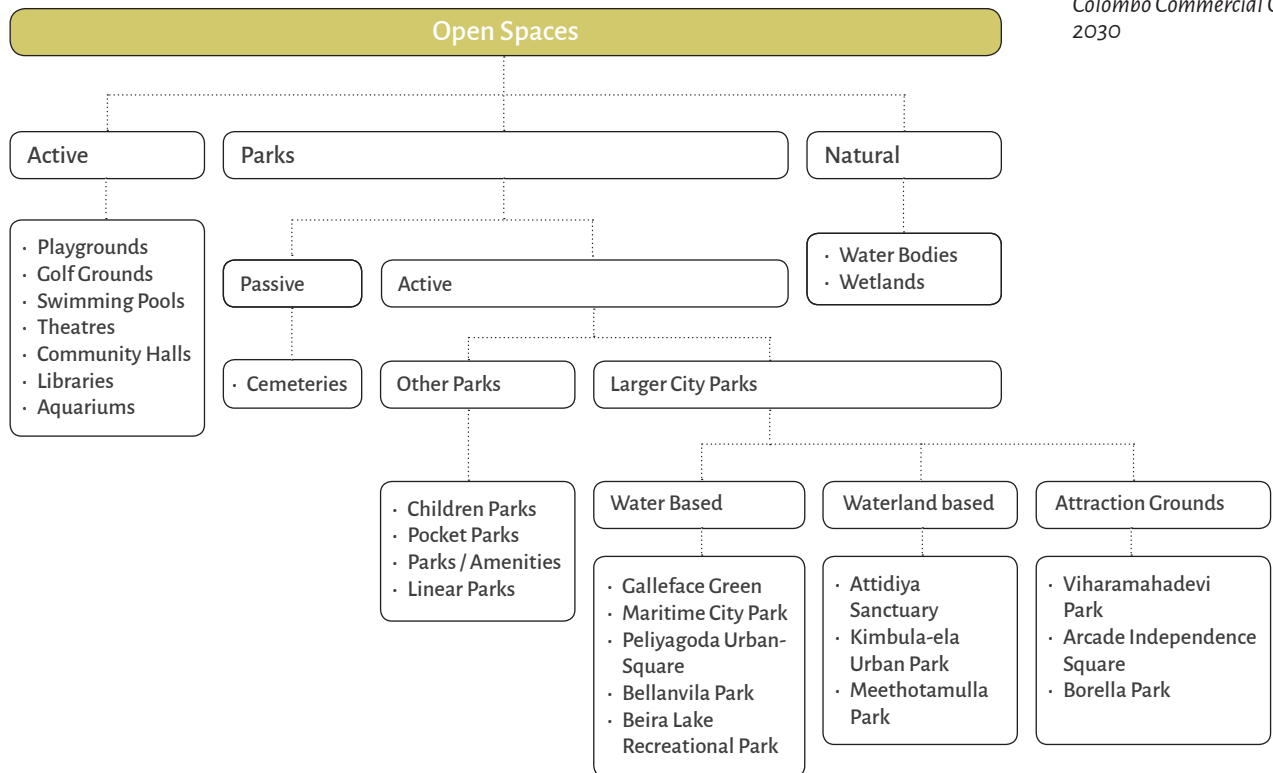 Colombo Commercial
2030
Open Spaces
Active
Parks
Natural
· Playgrounds
· Golf Grounds
· Swimming Pools
· Theatres
· Community Halls
· Libraries
· Aquariums
Passive
Active
· Water Bodies
· Wetlands
· Cemeteries
Other Parks
Larger City Parks
· Children Parks
· Pocket Parks
· Parks / Amenities
· Linear Parks
Water Based
Waterland based
Attraction Grounds
· Galleface Green
· Maritime City Park
· Peliyagoda Urban-
Square
· Bellanvila Park
· Beira Lake
Recreational Park
· Attidiya
Sanctuary
· Kimbula-ela
Urban Park
· Meethotamulla
Park
· Viharamahadevi
Park
· Arcade Independence
Square
· Borella Park